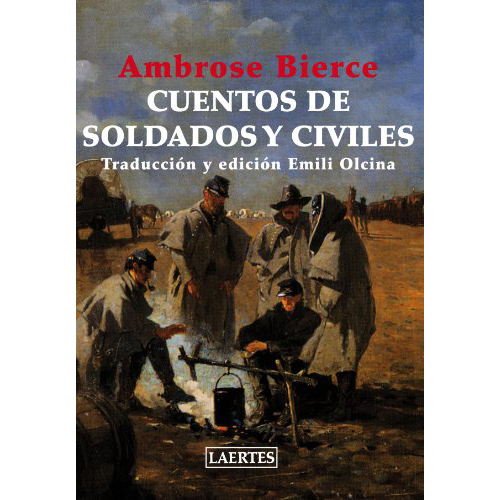 Ambrose Bierce
CUENTOS DE
SOLDADOS Y CIVILES
Traducción y edición Emili Olcina
LAERTES